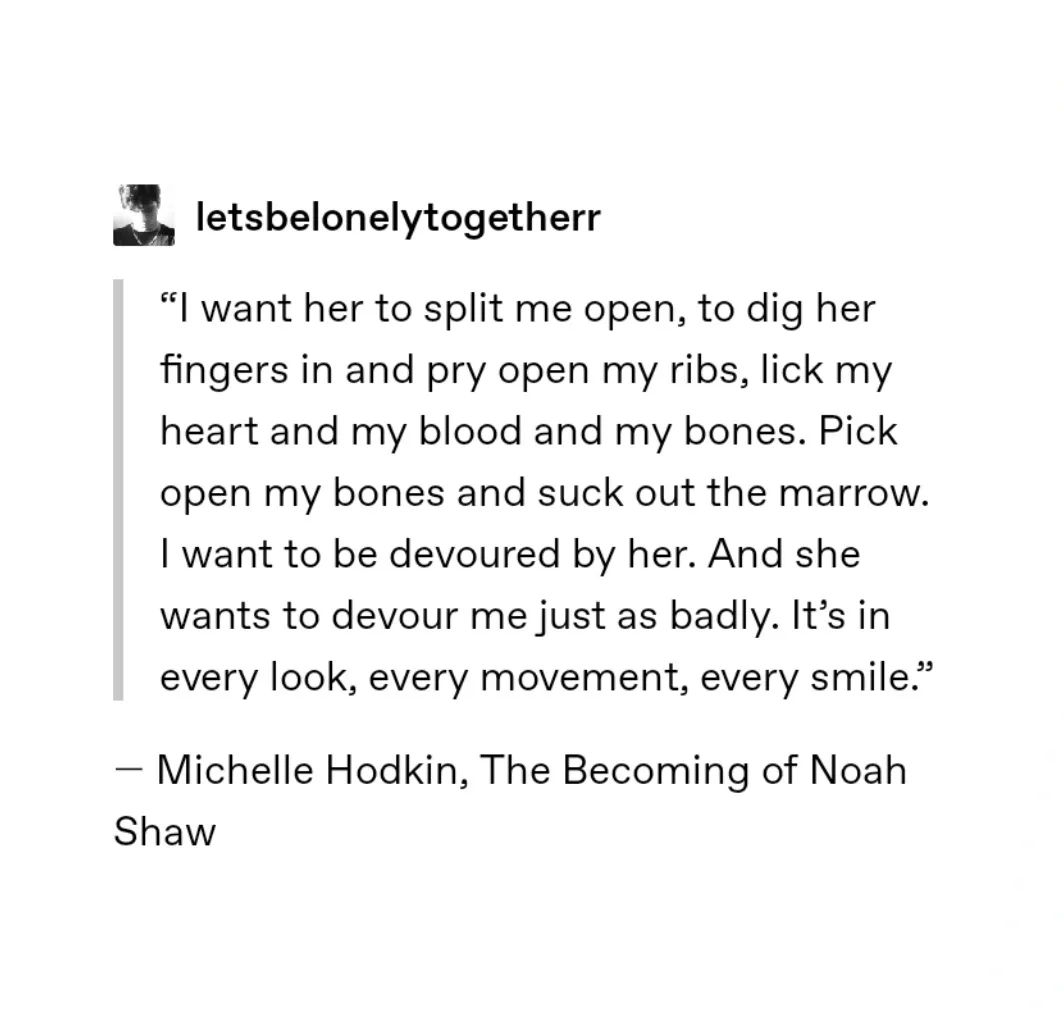 letsbelonelytogetherr
“I want her to split me open, to dig her
fingers in and pry open my ribs, lick my
heart and my blood and my bones. Pick
open my bones and suck out the marrow.
I want to be devoured by her. And she
wants to devour me just as badly. It’s in
every look, every movement, every smile.”
— Michelle Hodkin, The Becoming of Noah
Shaw